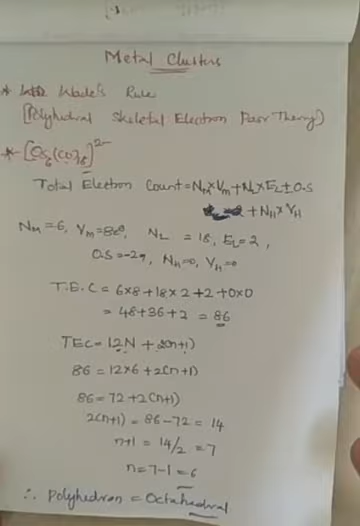 Metal Clusters
* Wade's Rule
[Polyhedral Skeletal Electron Pair Theory)
* [Os6(CO)18]2-
Total Electron Count = NM×VM+NL×EL±O.S
+ NH×VH
NM=6, VM=8e⁻, NL = 18, EL=2,
O.S=-2, NH=0, VH=0
T.E.C = 6×8+18×2+2+0×0
= 48+36+2 = 86
TEC = 12N + 2(n+1)
86 = 12×6 + 2(n+1)
86 = 72 + 2(n+1)
2(n+1) = 86-72 = 14
n+1 = 14/2 = 7
n = 7-1 = 6
∴ Polyhedron = Octahedral